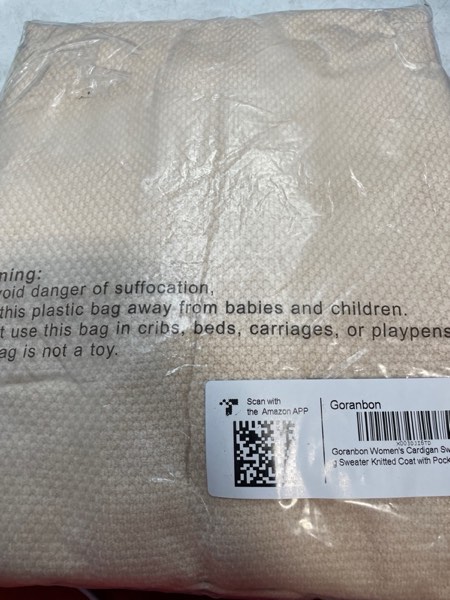 ning:
void danger of suffocation,
this plastic bag away from babies and children.
t use this bag in cribs, beds, carriages, or playpens
ag is not a toy.
Scan with
the Amazon APP
Goranbon
Goranbon Women's Cardigan Sw
g Sweater Knitted Coat with Pock